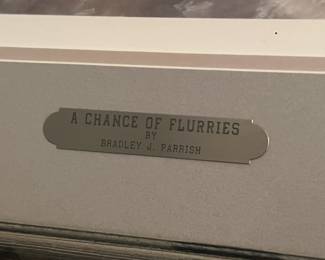 A CHANCE OF FLURRIES
BY
BRADLEY J. PARRISH